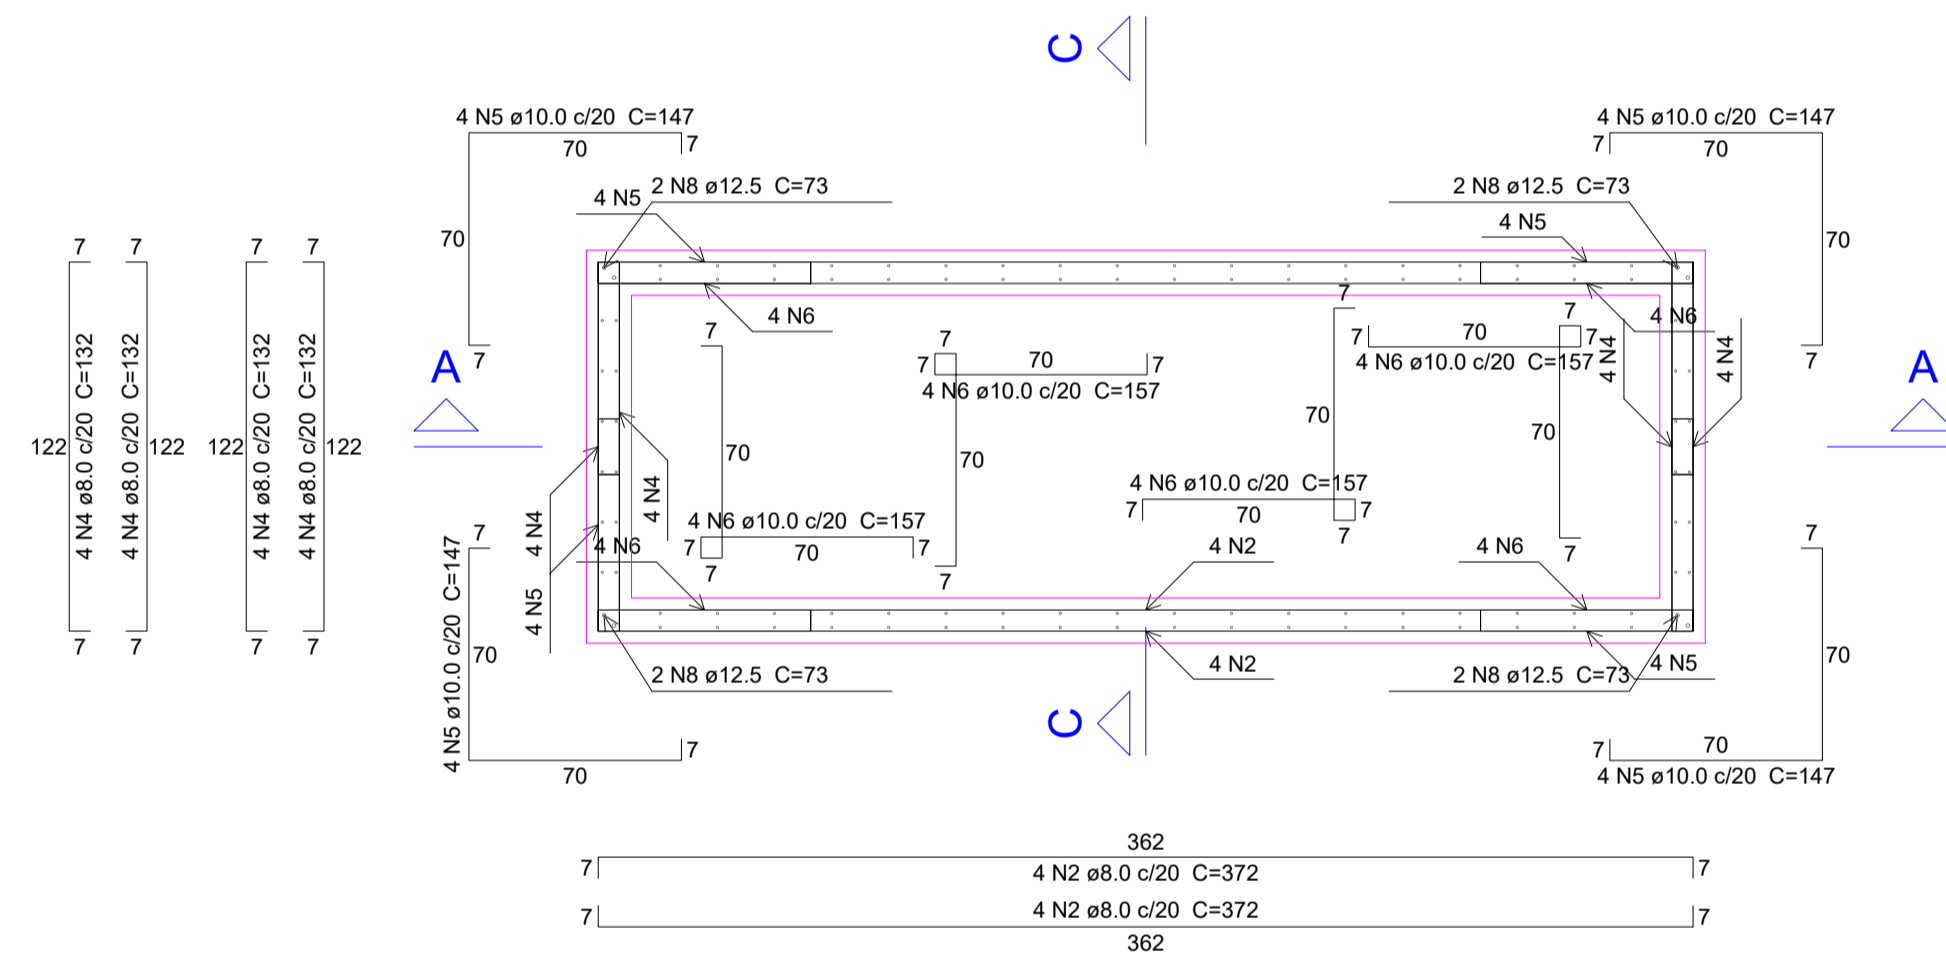 C
4 N5 ø10.0 c/20 C=147
70
7
70
7
4 N5 ø10.0 c/20 C=147
7
70
70
7
4 N5
2 N8 ø12.5 C=73
2 N8 ø12.5 C=73
4 N5
7
7
7
7
122
4 N4 ø8.0 c/20 C=132
4 N4 ø8.0 c/20 C=132
122
122
4 N4 ø8.0 c/20 C=132
4 N4 ø8.0 c/20 C=132
122
7
7
7
7
A
A
4 N6
4 N6
7
70
7
7
70
7
4 N6 ø10.0 c/20 C=157
70
7
7
70
7
7
70
7
4 N6 ø10.0 c/20 C=157
70
7
4 N4
4 N4
4 N6 ø10.0 c/20 C=157
7
70
7
7
4 N6 ø10.0 c/20 C=157
7
70
7
7
4 N4
4 N4
4 N5
4 N6
4 N2
4 N6
7
4 N5 ø10.0 c/20 C=147
70
7
70
2 N8 ø12.5 C=73
4 N2
2 N8 ø12.5 C=73
4 N5
C
7
70
7
70
4 N5 ø10.0 c/20 C=147
362
7
7
4 N2 ø8.0 c/20 C=372
4 N2 ø8.0 c/20 C=372
7
7
362